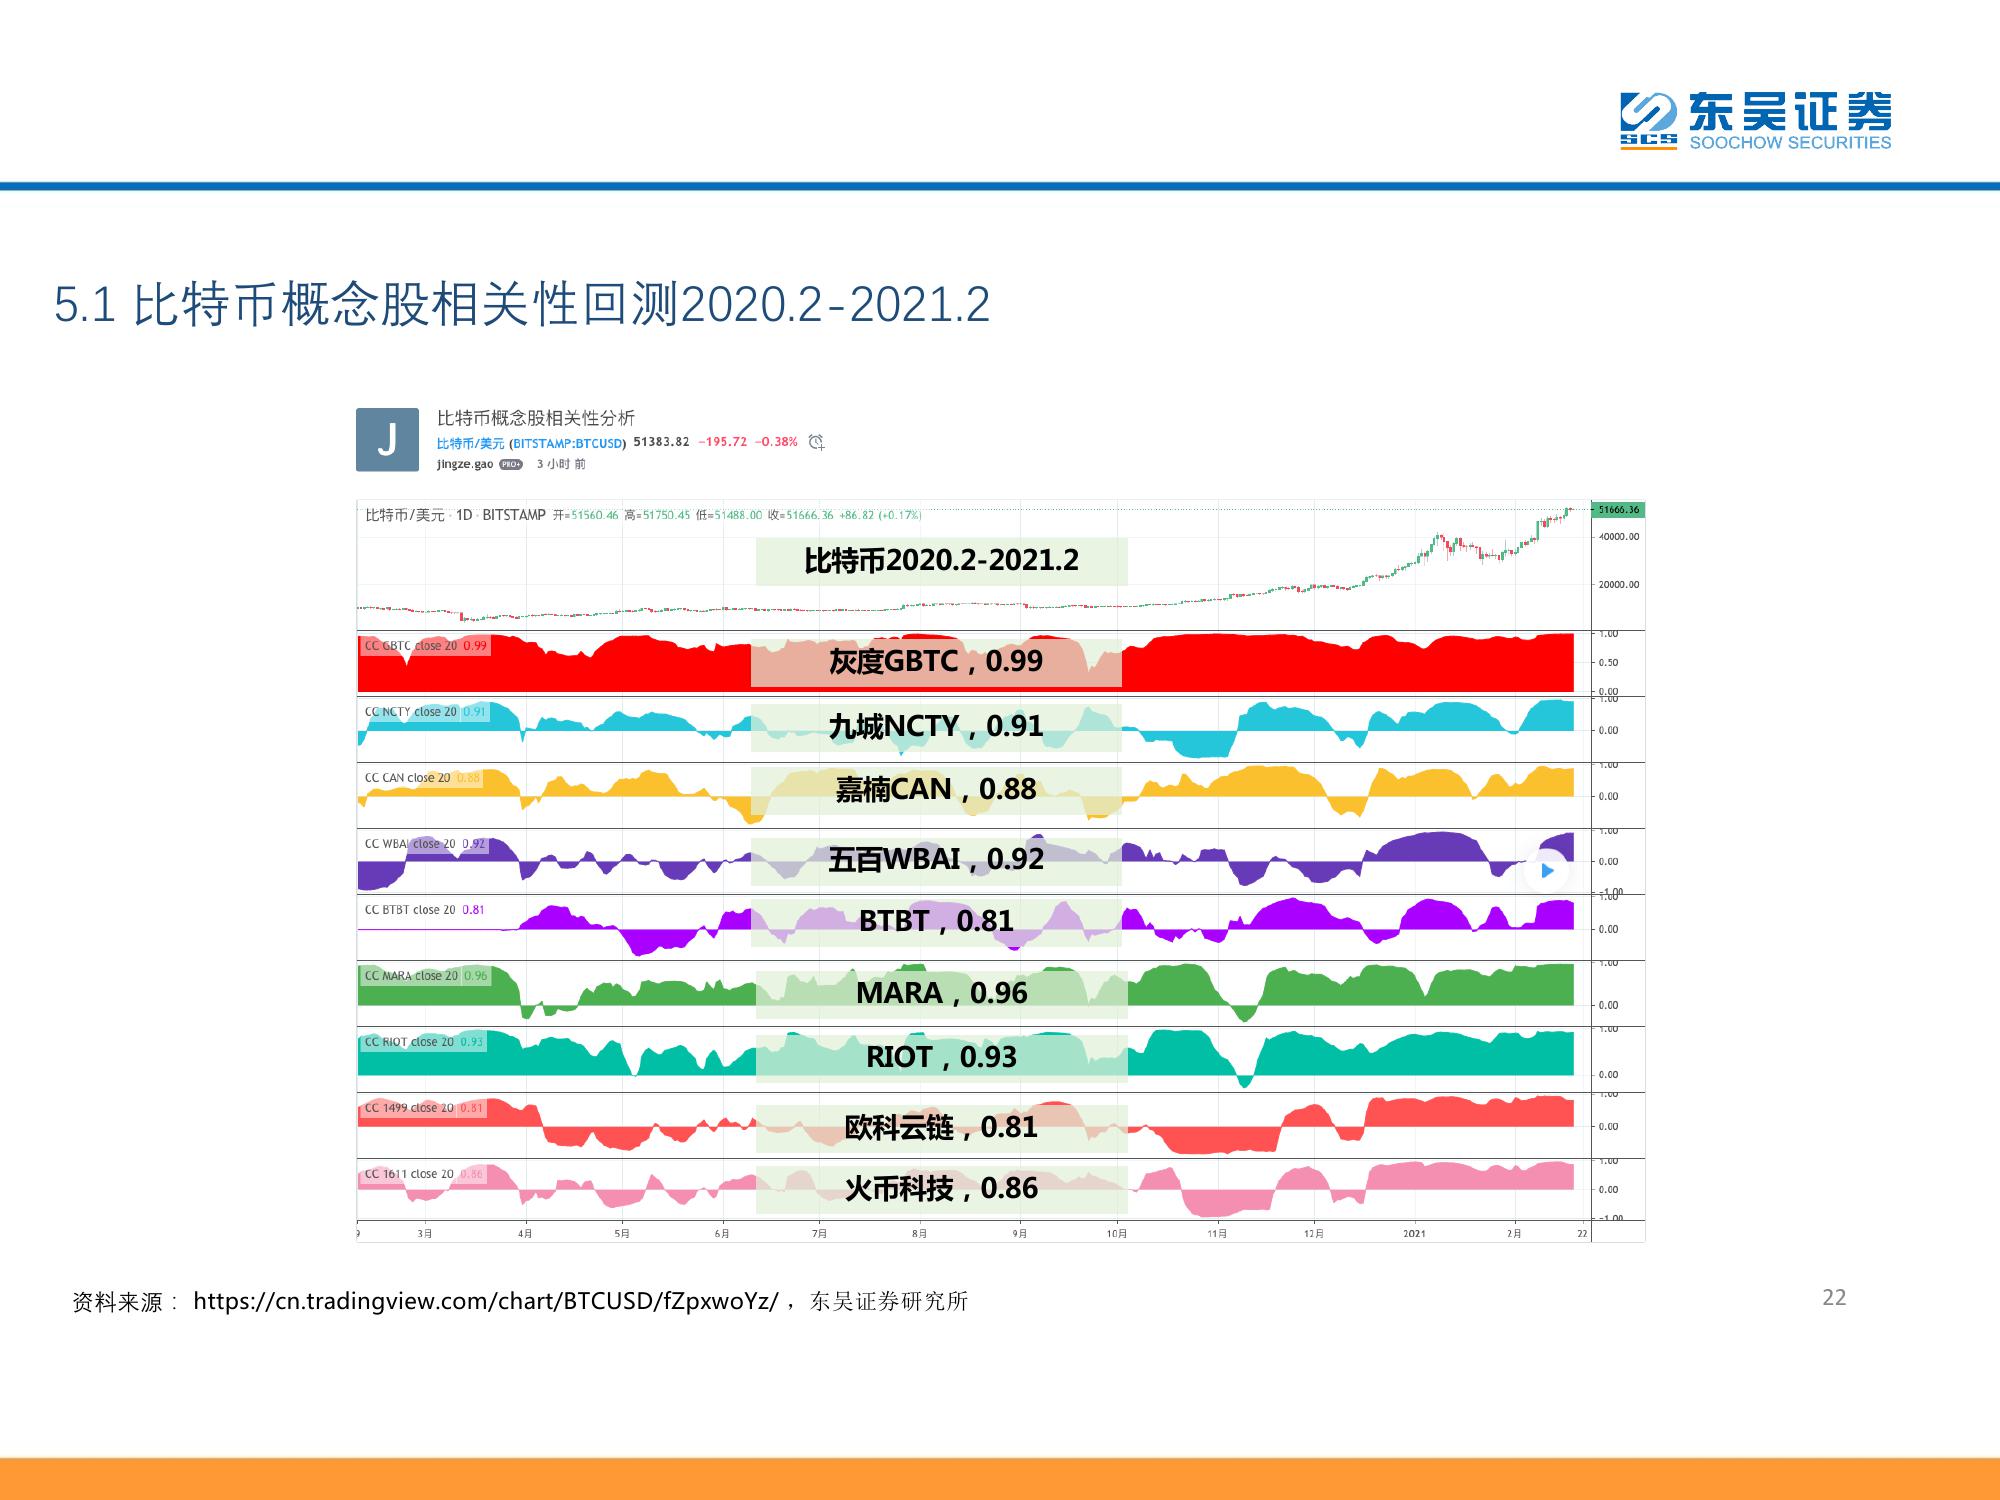 东吴证券
SCS
SOOCHOW SECURITIES
5.1 比特币概念股相关性回测2020.2-2021.2
J
比特币概念股相关性分析
比特币/美元 (BITSTAMP:BTCUSD) 51383.82 −195.72 −0.38%
jingze.gao PRO+ 3 小时 前
比特币/美元 · 1D · BITSTAMP 开=51560.46 高=51750.45 低=51488.00 收=51666.36 +86.82 (+0.17%)
51666.36
40000.00
20000.00
比特币2020.2-2021.2
CC GBTC close 20 0.99
灰度GBTC，0.99
1.00
0.50
0.00
CC NCTY close 20 0.91
九城NCTY，0.91
1.00
0.00
CC CAN close 20 0.88
嘉楠CAN，0.88
1.00
0.00
CC WBAI close 20 0.92
五百WBAI，0.92
1.00
0.00
-1.00
CC BTBT close 20 0.81
BTBT，0.81
1.00
0.00
CC MARA close 20 0.96
MARA，0.96
1.00
0.00
CC RIOT close 20 0.93
RIOT，0.93
1.00
0.00
CC 1499 close 20 0.81
欧科云链，0.81
1.00
0.00
CC 1611 close 20 0.86
火币科技，0.86
1.00
0.00
-1.00
9 3月 4月 5月 6月 7月 8月 9月 10月 11月 12月 2021 2月 22
资料来源： https://cn.tradingview.com/chart/BTCUSD/fZpxwoYz/，东吴证券研究所
22